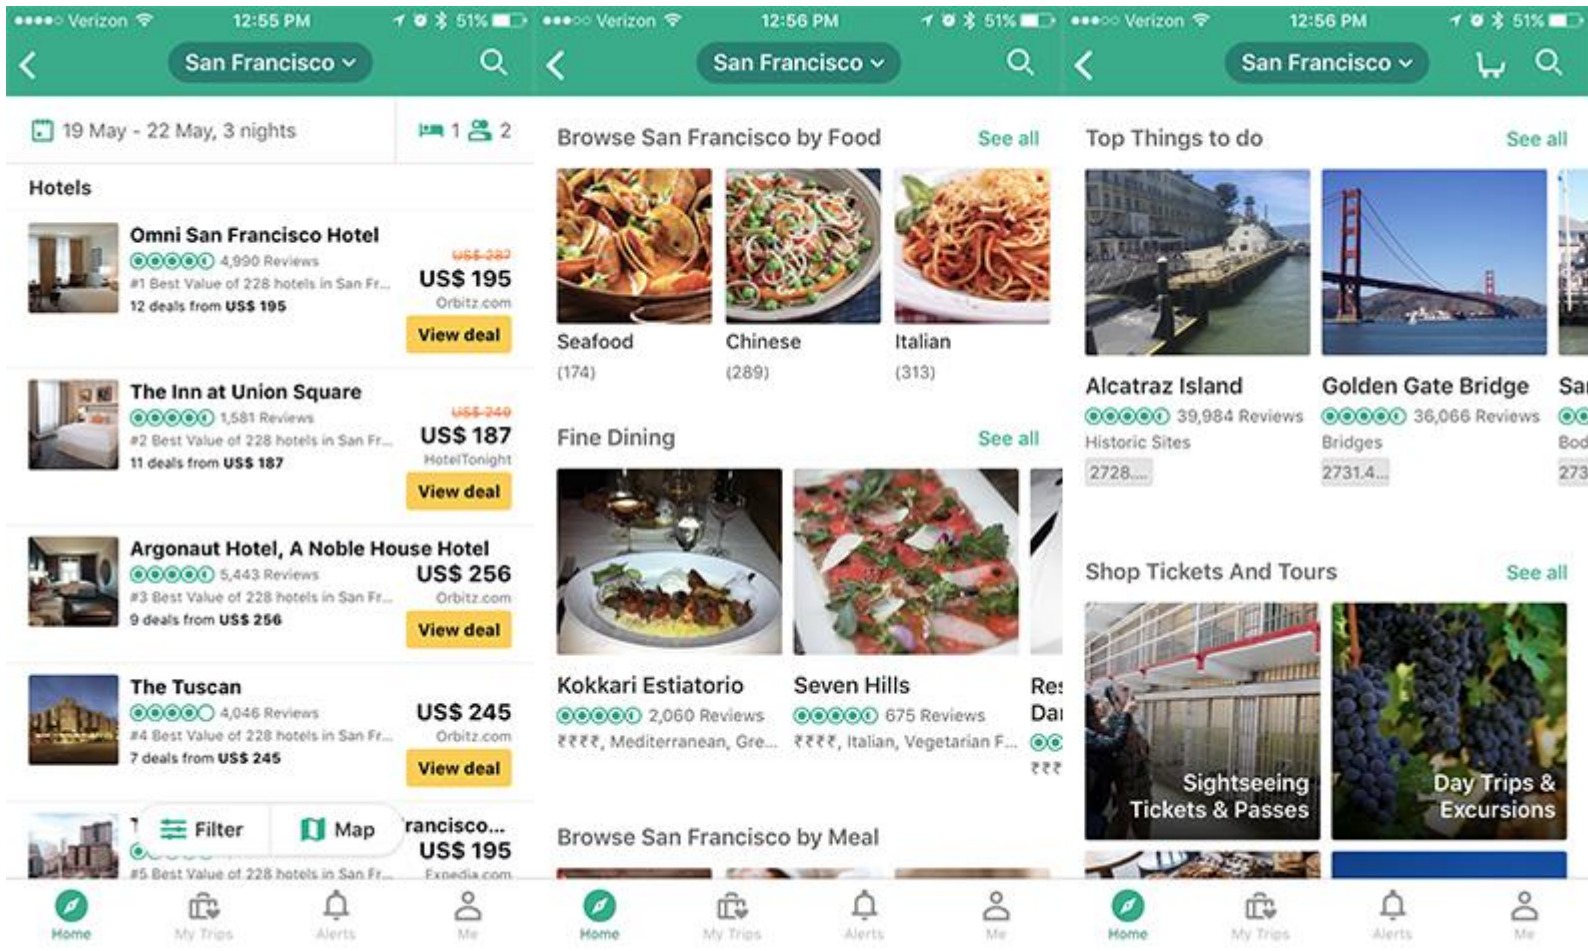 Verizon 12:55 PM 51%
San Francisco
19 May - 22 May, 3 nights 1 2
Hotels
Omni San Francisco Hotel
4,990 Reviews US$ 287
#1 Best Value of 228 hotels in San Fr... US$ 195
12 deals from US$ 195 Orbitz.com
View deal
The Inn at Union Square
1,581 Reviews US$ 249
#2 Best Value of 228 hotels in San Fr... US$ 187
11 deals from US$ 187 HotelTonight
View deal
Argonaut Hotel, A Noble House Hotel
5,443 Reviews US$ 256
#3 Best Value of 228 hotels in San Fr... Orbitz.com
9 deals from US$ 256
View deal
The Tuscan
4,046 Reviews US$ 245
#4 Best Value of 228 hotels in San Fr... Orbitz.com
7 deals from US$ 245
View deal
Filter Map rancisco...
US$ 195
#5 Best Value of 228 hotels in San Fr... Expedia.com
Home My Trips Alerts Me
Verizon 12:56 PM 51%
San Francisco
Browse San Francisco by Food See all
Seafood Chinese Italian
(174) (289) (313)
Fine Dining See all
Kokkari Estiatorio Seven Hills Res
Dai
2,060 Reviews 675 Reviews
₹₹₹₹, Mediterranean, Gre... ₹₹₹₹, Italian, Vegetarian F...
₹₹₹
Browse San Francisco by Meal
Home My Trips Alerts Me
Verizon 12:56 PM 51%
San Francisco
Top Things to do See all
Alcatraz Island Golden Gate Bridge Sa
39,984 Reviews 36,066 Reviews
Historic Sites Bridges Bod
2728.... 2731.4... 273
Shop Tickets And Tours See all
Sightseeing
Tickets & Passes
Day Trips &
Excursions
Home My Trips Alerts Me